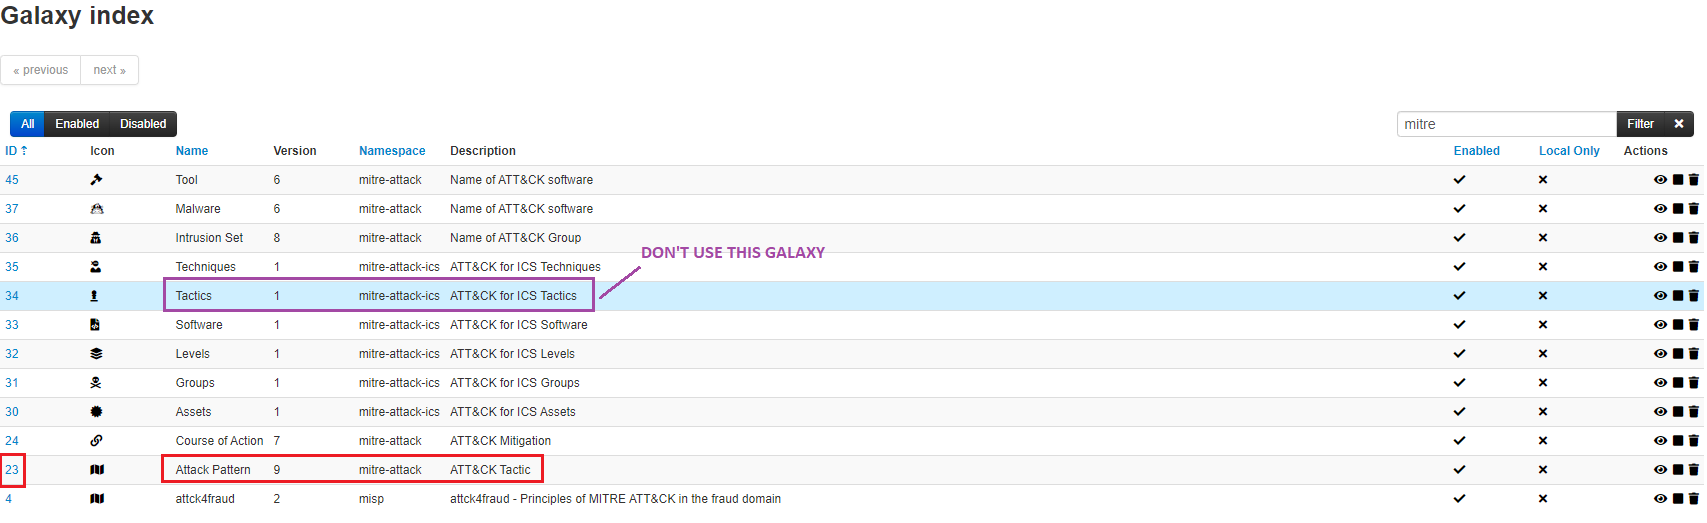 Galaxy index
« previous next »
All Enabled Disabled mitre Filter ×
ID ↑ Icon Name Version Namespace Description Enabled Local Only Actions
45 Tool 6 mitre-attack Name of ATT&CK software
37 Malware 6 mitre-attack Name of ATT&CK software
36 Intrusion Set 8 mitre-attack Name of ATT&CK Group
DON'T USE THIS GALAXY
35 Techniques 1 mitre-attack-ics ATT&CK for ICS Techniques
34 Tactics 1 mitre-attack-ics ATT&CK for ICS Tactics
33 Software 1 mitre-attack-ics ATT&CK for ICS Software
32 Levels 1 mitre-attack-ics ATT&CK for ICS Levels
31 Groups 1 mitre-attack-ics ATT&CK for ICS Groups
30 Assets 1 mitre-attack-ics ATT&CK for ICS Assets
24 Course of Action 7 mitre-attack ATT&CK Mitigation
23 Attack Pattern 9 mitre-attack ATT&CK Tactic
4 attck4fraud 2 misp attck4fraud - Principles of MITRE ATT&CK in the fraud domain